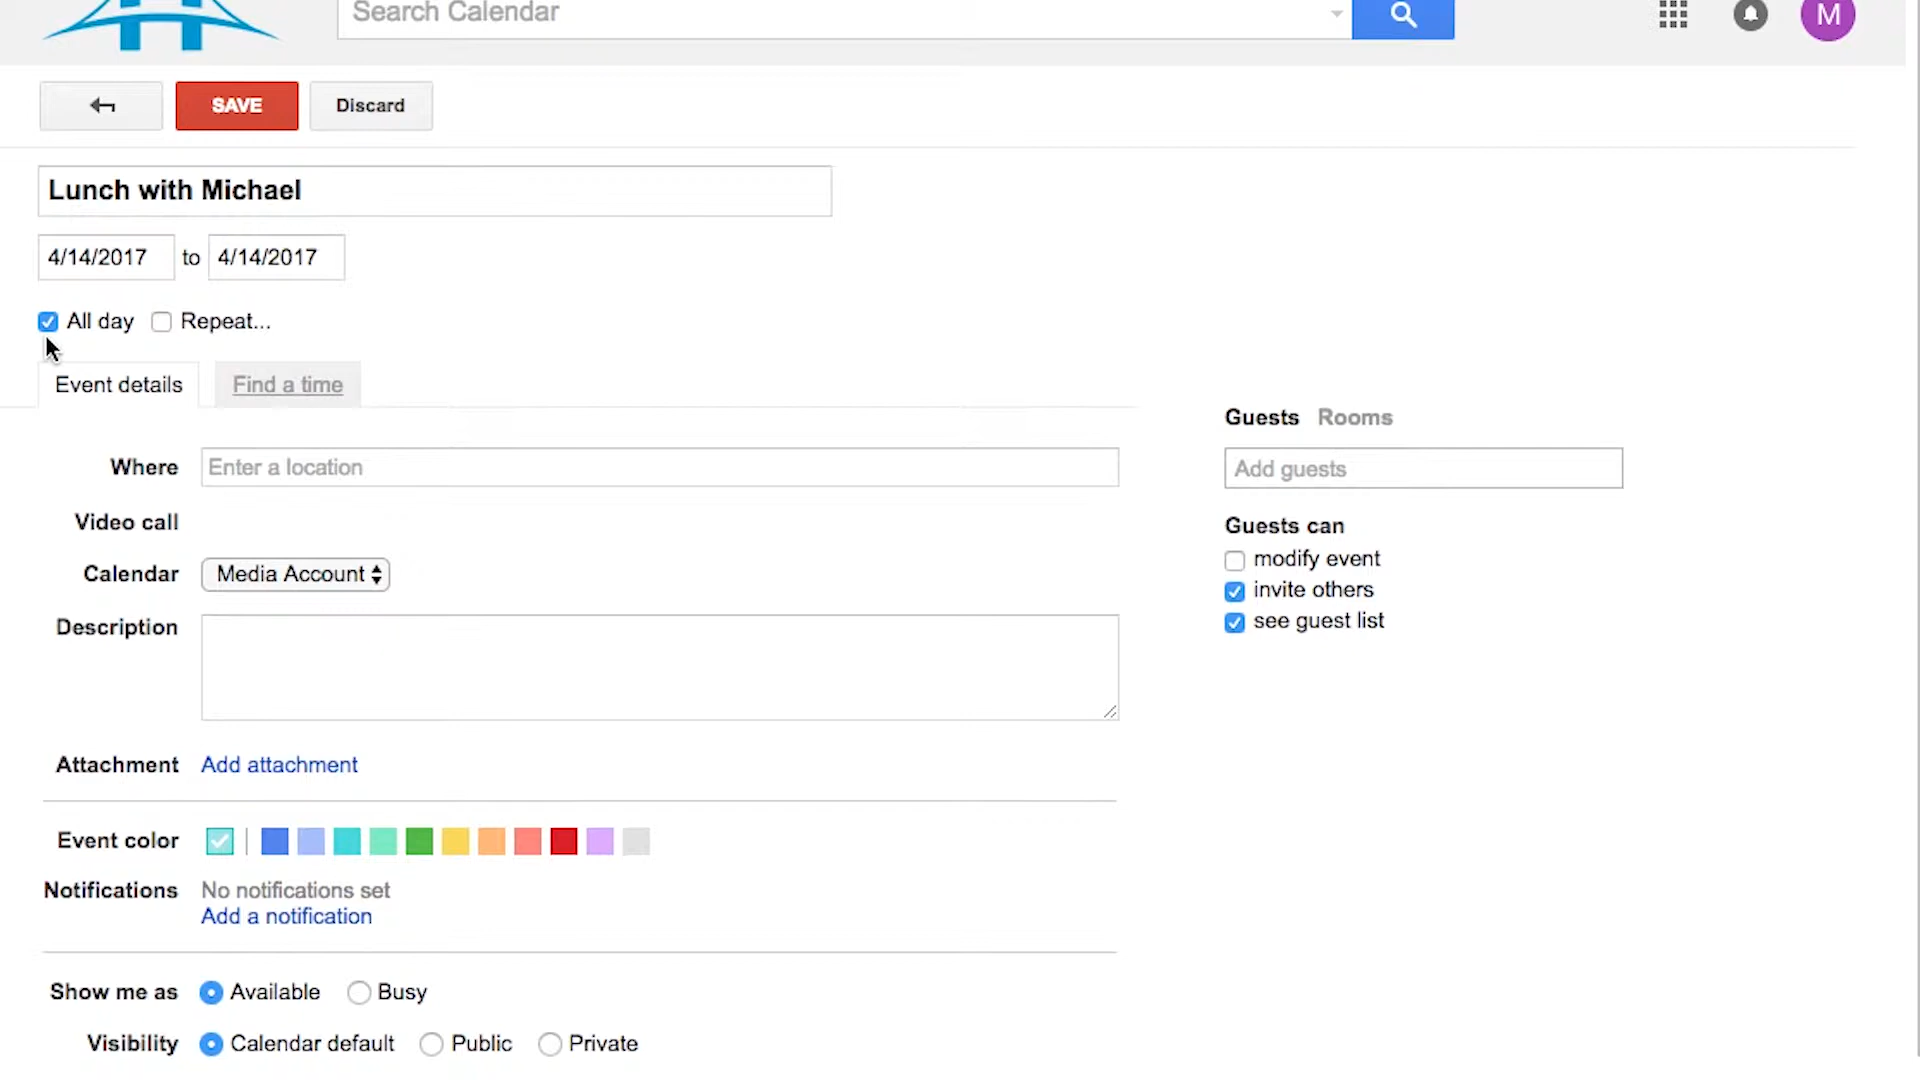 Search Calendar
M
SAVE Discard
Lunch with Michael
4/14/2017 to 4/14/2017
All day Repeat...
Event details Find a time
Guests Rooms
Where Enter a location
Add guests
Video call
Guests can
modify event
Calendar Media Account
invite others
see guest list
Description
Attachment Add attachment
Event color
Notifications No notifications set
Add a notification
Show me as Available Busy
Visibility Calendar default Public Private